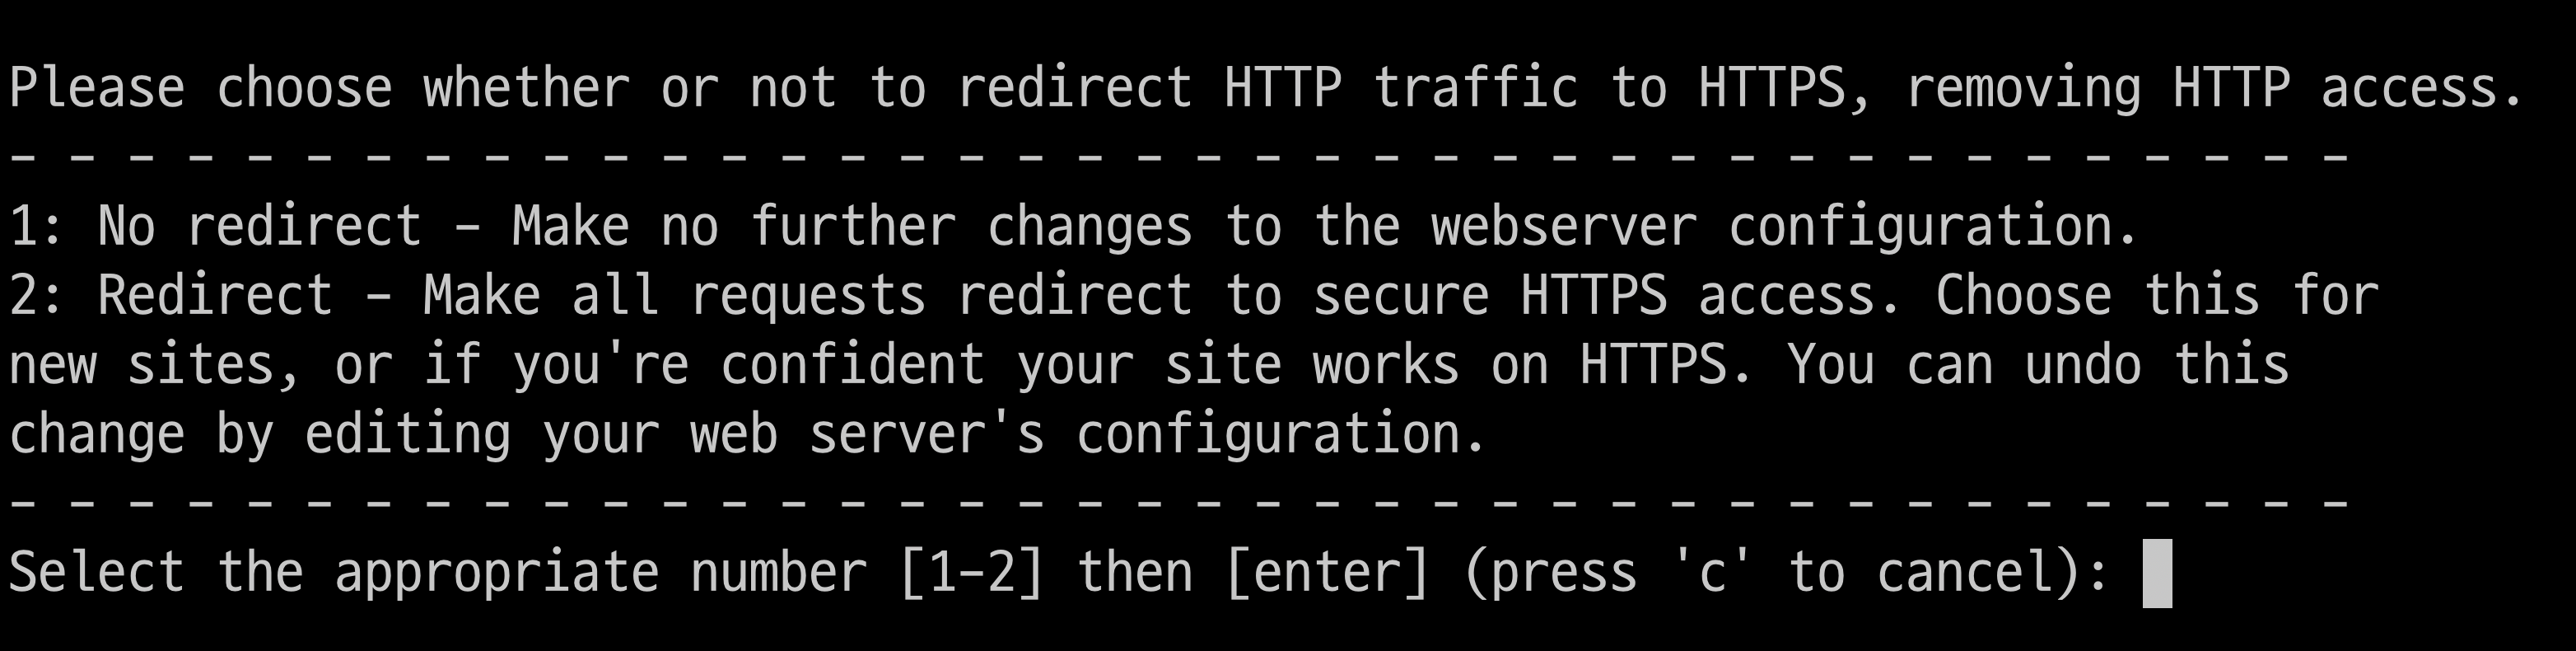 Please choose whether or not to redirect HTTP traffic to HTTPS, removing HTTP access.
- - - - - - - - - - - - - - - - - - - - - - - - - - - - - - - - - - - - - - - -
1: No redirect - Make no further changes to the webserver configuration.
2: Redirect - Make all requests redirect to secure HTTPS access. Choose this for
new sites, or if you're confident your site works on HTTPS. You can undo this
change by editing your web server's configuration.
- - - - - - - - - - - - - - - - - - - - - - - - - - - - - - - - - - - - - - - -
Select the appropriate number [1-2] then [enter] (press 'c' to cancel):